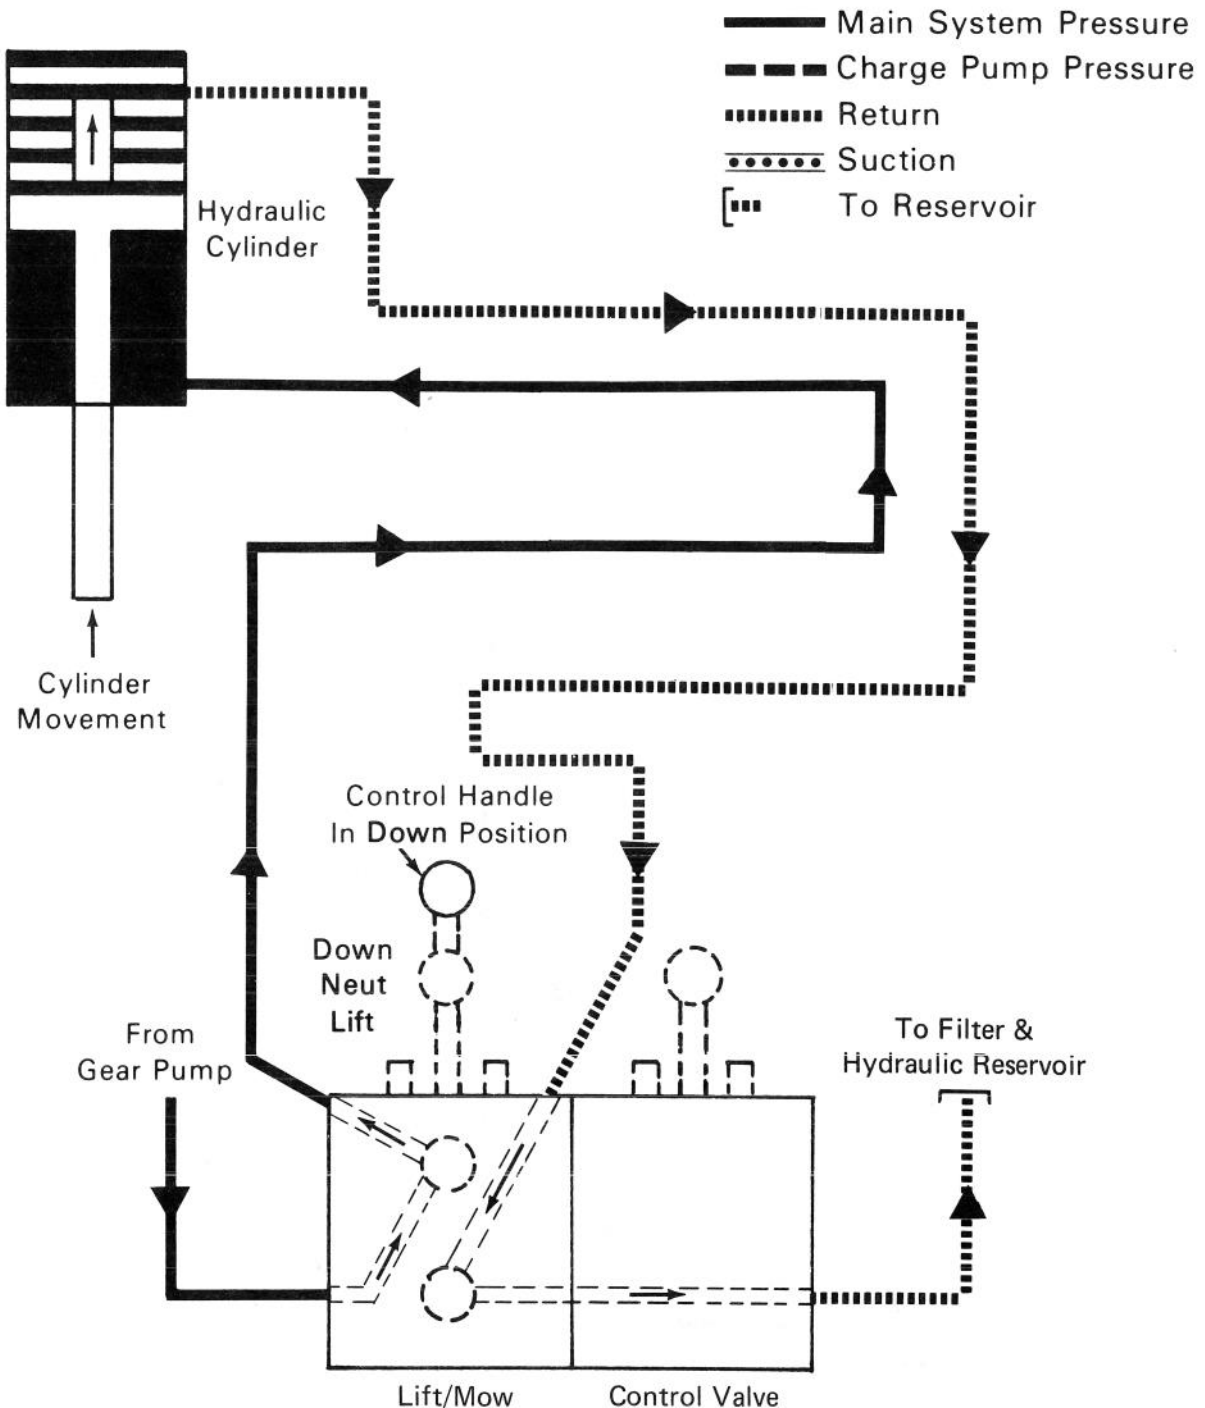 Main System Pressure
Charge Pump Pressure
Return
Suction
To Reservoir
Hydraulic
Cylinder
Cylinder
Movement
Control Handle
In Down Position
Down
Neut
Lift
From
Gear Pump
To Filter &
Hydraulic Reservoir
Lift/Mow
Control Valve